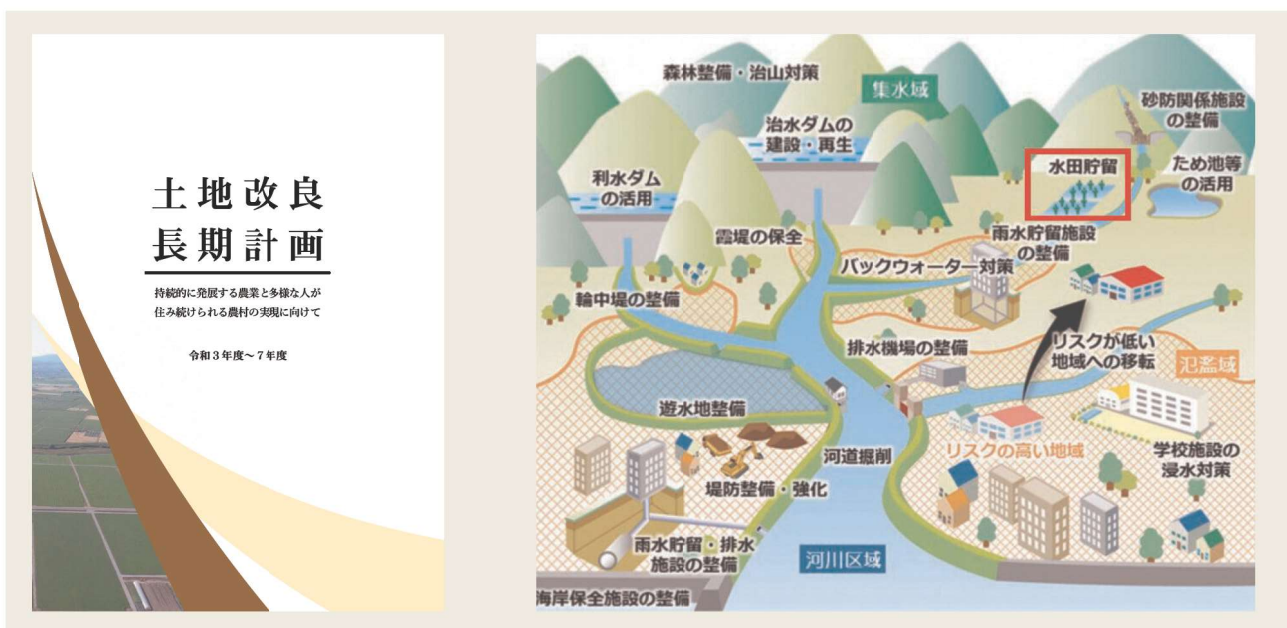 土地改良
長期計画
持続的に発展する農業と多様な人が
住み続けられる農村の実現に向けて
令和3年度〜7年度
森林整備・治山対策
集水域
砂防関係施設
の整備
治水ダムの
建設・再生
水田貯留
ため池等
の活用
利水ダム
の活用
雨水貯留施設
の整備
霞堤の保全
バックウォーター対策
輪中堤の整備
排水機場の整備
リスクが低い
地域への移転
氾濫域
遊水地整備
河道掘削
リスクの高い地域
学校施設の
浸水対策
堤防整備・強化
雨水貯留・排水
施設の整備
河川区域
海岸保全施設の整備